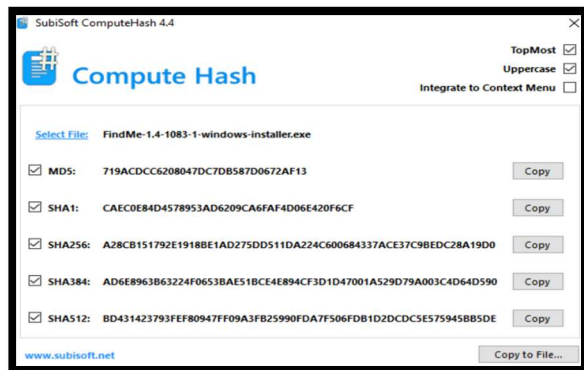 SubiSoft ComputeHash 4.4
TopMost
Compute Hash
Uppercase
Integrate to Context Menu
Select File: FindMe-1.4-1083-1-windows-installer.exe
MD5: 719ACDCC6208047DC7DB587D0672AF13 Copy
SHA1: CAEC0E84D4578953AD6209CA6FAF4D06E420F6CF Copy
SHA256: A28CB151792E1918BE1AD275DD511DA224C600684337ACE37C9BEDC28A19D0 Copy
SHA384: AD6E8963B63224F0653BAE51BCE4E894CF3D1D47001A529D79A003C4D64D590 Copy
SHA512: BD431423793FEF80947FF09A3FB25990FDA7F506FDB1D2DCDC5E575945BB5DE Copy
www.subisoft.net
Copy to File...